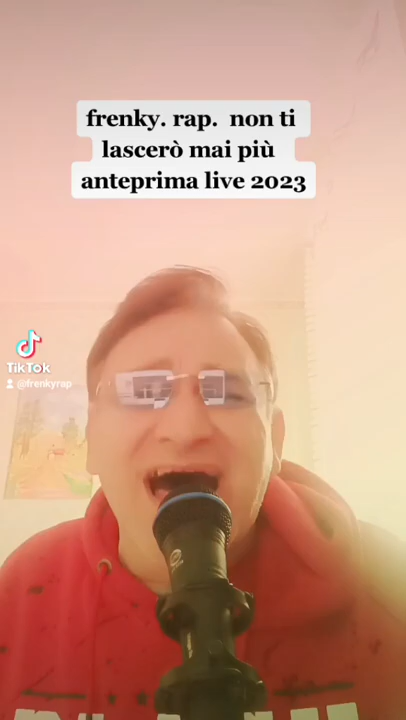 frenky. rap.  non ti
lascerò mai più
anteprima live 2023
TikTok
@frenkyrap